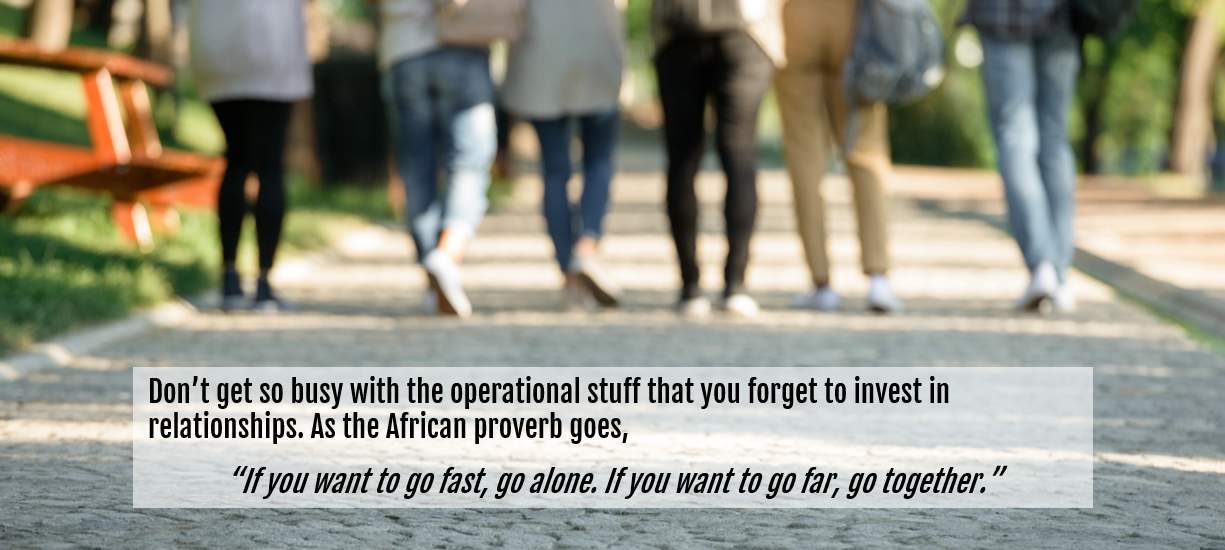 Don’t get so busy with the operational stuff that you forget to invest in
relationships. As the African proverb goes,
“If you want to go fast, go alone. If you want to go far, go together.”